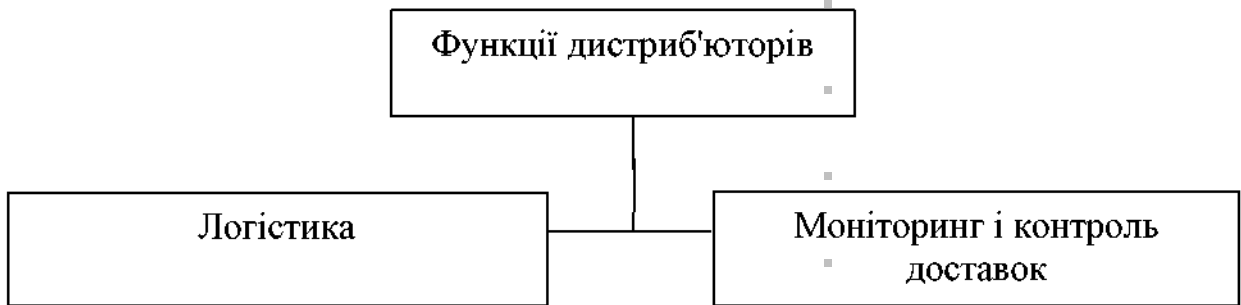 Функції дистриб'юторів
Логістика
Моніторинг і контроль
доставок